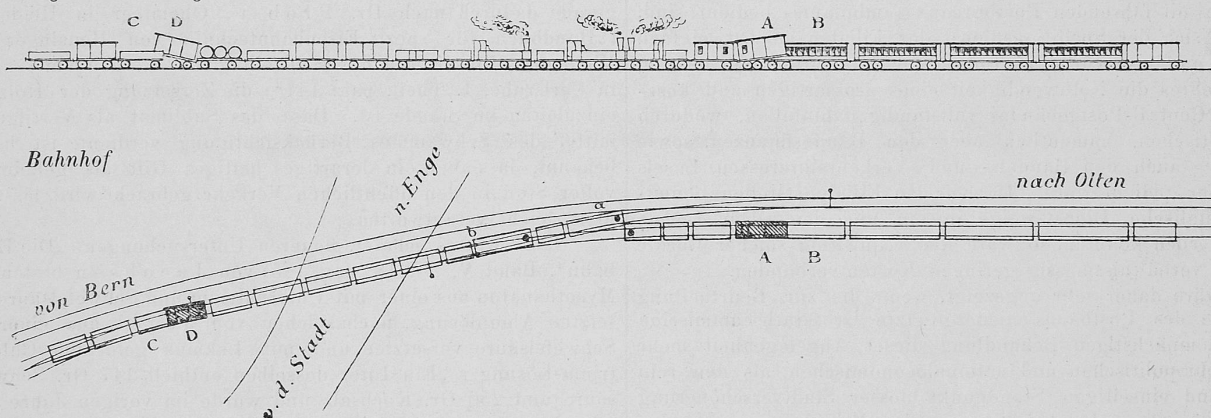 C D A B
Bahnhof
nach Olten
n. Enge
a
b
A B
von Bern
C D
v. d. Stadt